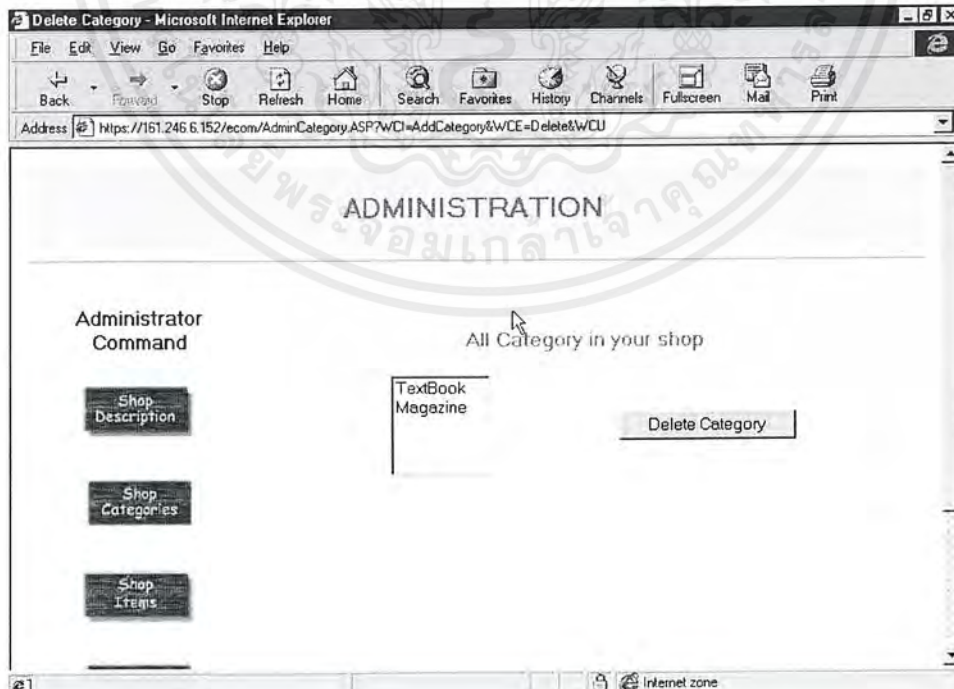 Delete Category - Microsoft Internet Explorer
File Edit View Go Favorites Help
Back Forward Stop Refresh Home Search Favorites History Channels Fullscreen Mail Print
Address https://161.246.6.152/ecom/AdminCategory.ASP?WCI=AddCategory&WCE=Delete&WCU
ADMINISTRATION
Administrator
Command
All Category in your shop
TextBook
Magazine
Delete Category
Shop
Description
Shop
Categories
Shop
Items
Internet zone